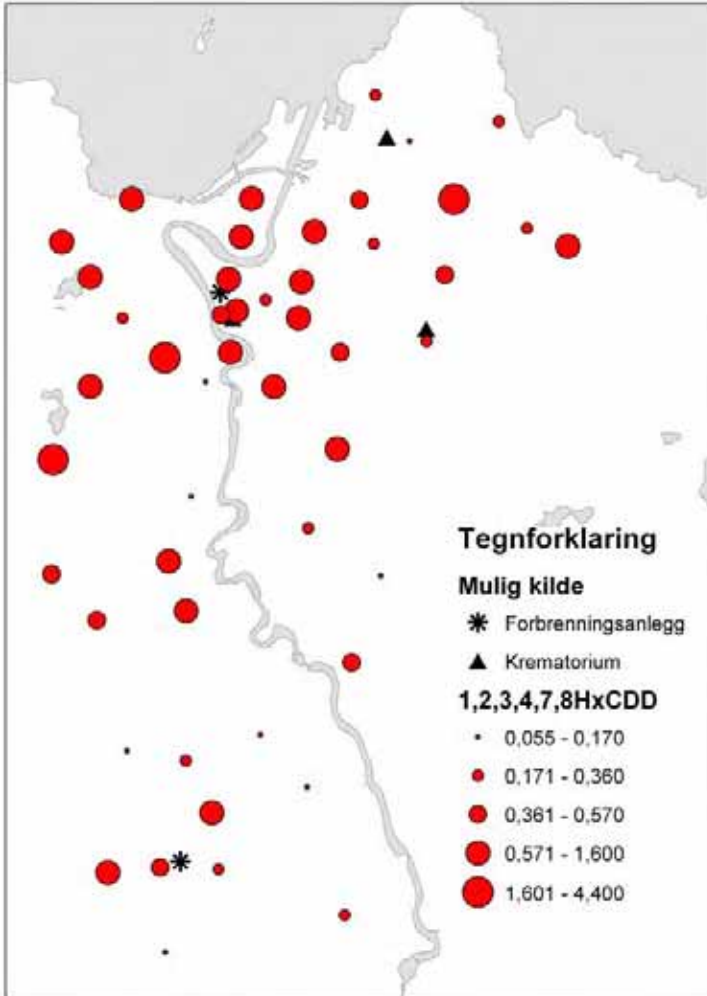 Tegnforklaring
Mulig kilde
Forbrenningsanlegg
Krematorium
1,2,3,4,7,8HxCDD
0,055 - 0,170
0,171 - 0,360
0,361 - 0,570
0,571 - 1,600
1,601 - 4,400